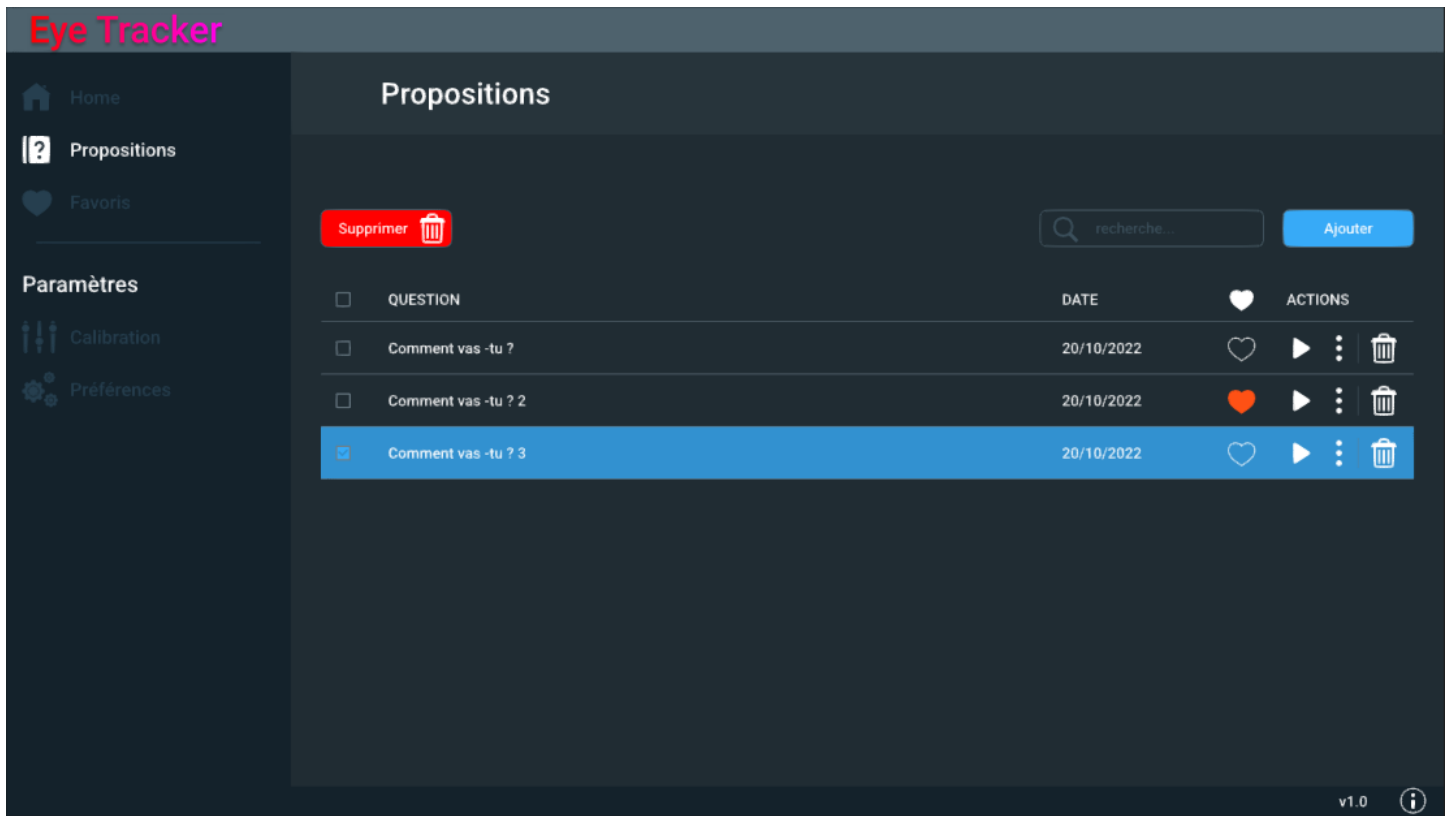 Eye Tracker
Home
Propositions
Favoris
Paramètres
Calibration
Préférences
Propositions
Supprimer
recherche...
Ajouter
QUESTION DATE ACTIONS
Comment vas -tu ? 20/10/2022
Comment vas -tu ? 2 20/10/2022
Comment vas -tu ? 3 20/10/2022
v1.0